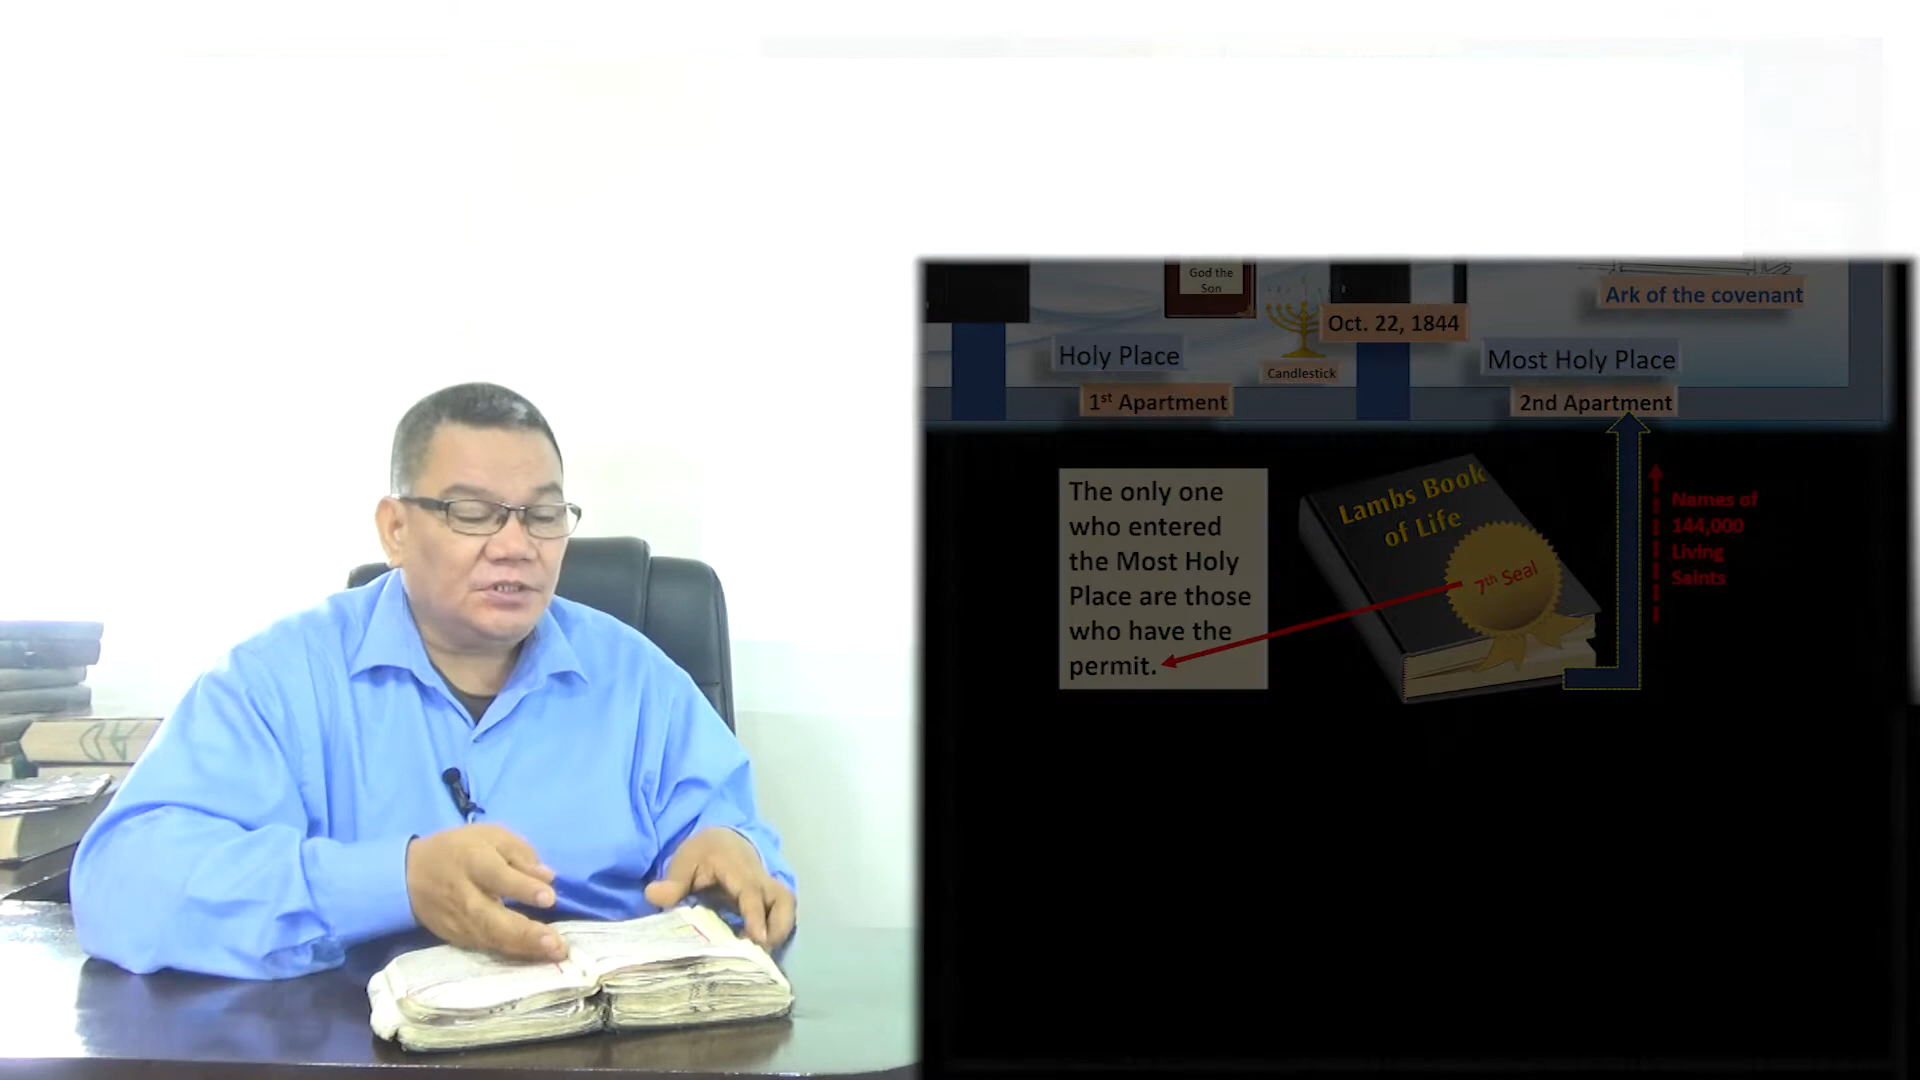 God the
Son
Ark of the covenant
Oct. 22, 1844
Holy Place
Most Holy Place
Candlestick
1st Apartment
2nd Apartment
The only one
who entered
the Most Holy
Place are those
who have the
permit.
Lambs Book
of Life
7th Seal
Names of
144,000
Living
Saints